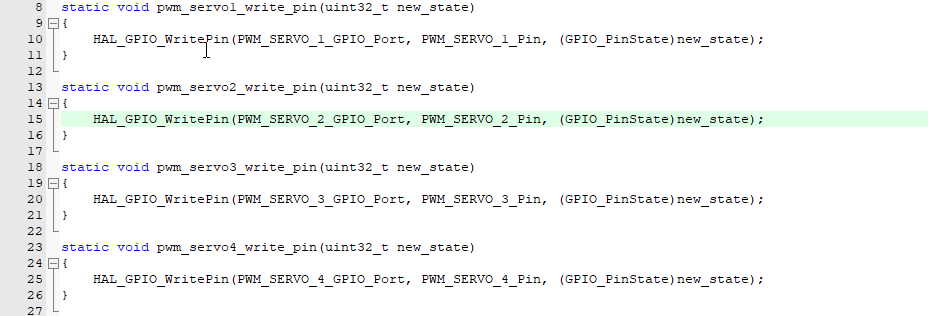 8 static void pwm_servo1_write_pin(uint32_t new_state)
9 {
10 HAL_GPIO_WritePin(PWM_SERVO_1_GPIO_Port, PWM_SERVO_1_Pin, (GPIO_PinState)new_state);
11 }
12
13 static void pwm_servo2_write_pin(uint32_t new_state)
14 {
15 HAL_GPIO_WritePin(PWM_SERVO_2_GPIO_Port, PWM_SERVO_2_Pin, (GPIO_PinState)new_state);
16 }
17
18 static void pwm_servo3_write_pin(uint32_t new_state)
19 {
20 HAL_GPIO_WritePin(PWM_SERVO_3_GPIO_Port, PWM_SERVO_3_Pin, (GPIO_PinState)new_state);
21 }
22
23 static void pwm_servo4_write_pin(uint32_t new_state)
24 {
25 HAL_GPIO_WritePin(PWM_SERVO_4_GPIO_Port, PWM_SERVO_4_Pin, (GPIO_PinState)new_state);
26 }
27